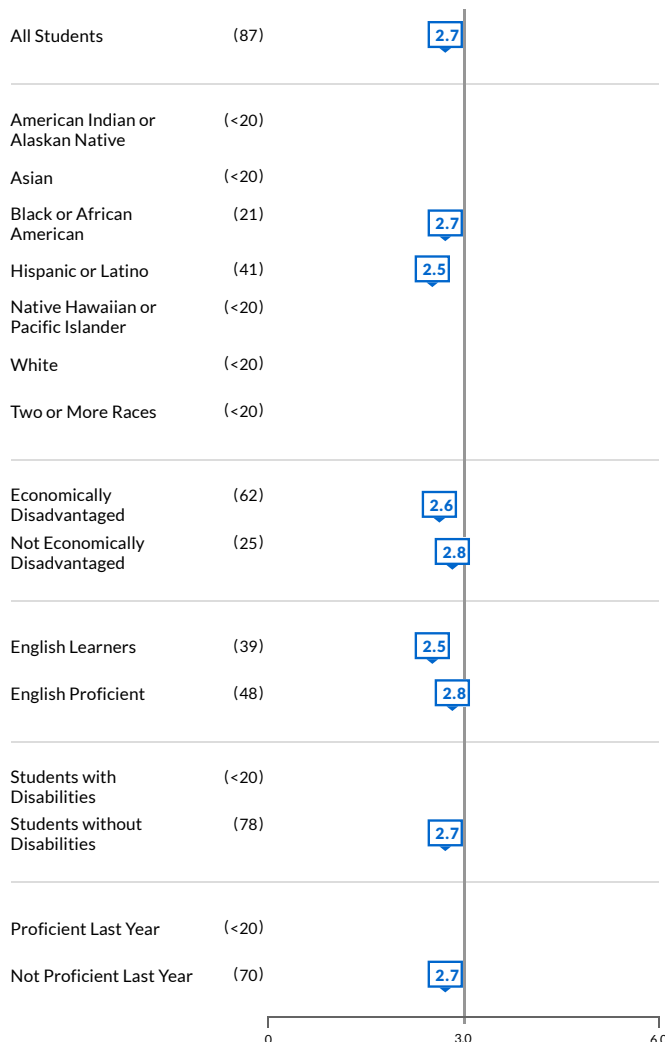 All Students (87) 2.7
American Indian or (<20)
Alaskan Native
Asian (<20)
Black or African (21) 2.7
American
Hispanic or Latino (41) 2.5
Native Hawaiian or (<20)
Pacific Islander
White (<20)
Two or More Races (<20)
Economically (62) 2.6
Disadvantaged
Not Economically (25) 2.8
Disadvantaged
English Learners (39) 2.5
English Proficient (48) 2.8
Students with (<20)
Disabilities
Students without (78) 2.7
Disabilities
Proficient Last Year (<20)
Not Proficient Last Year (70) 2.7
0 3.0 6.0